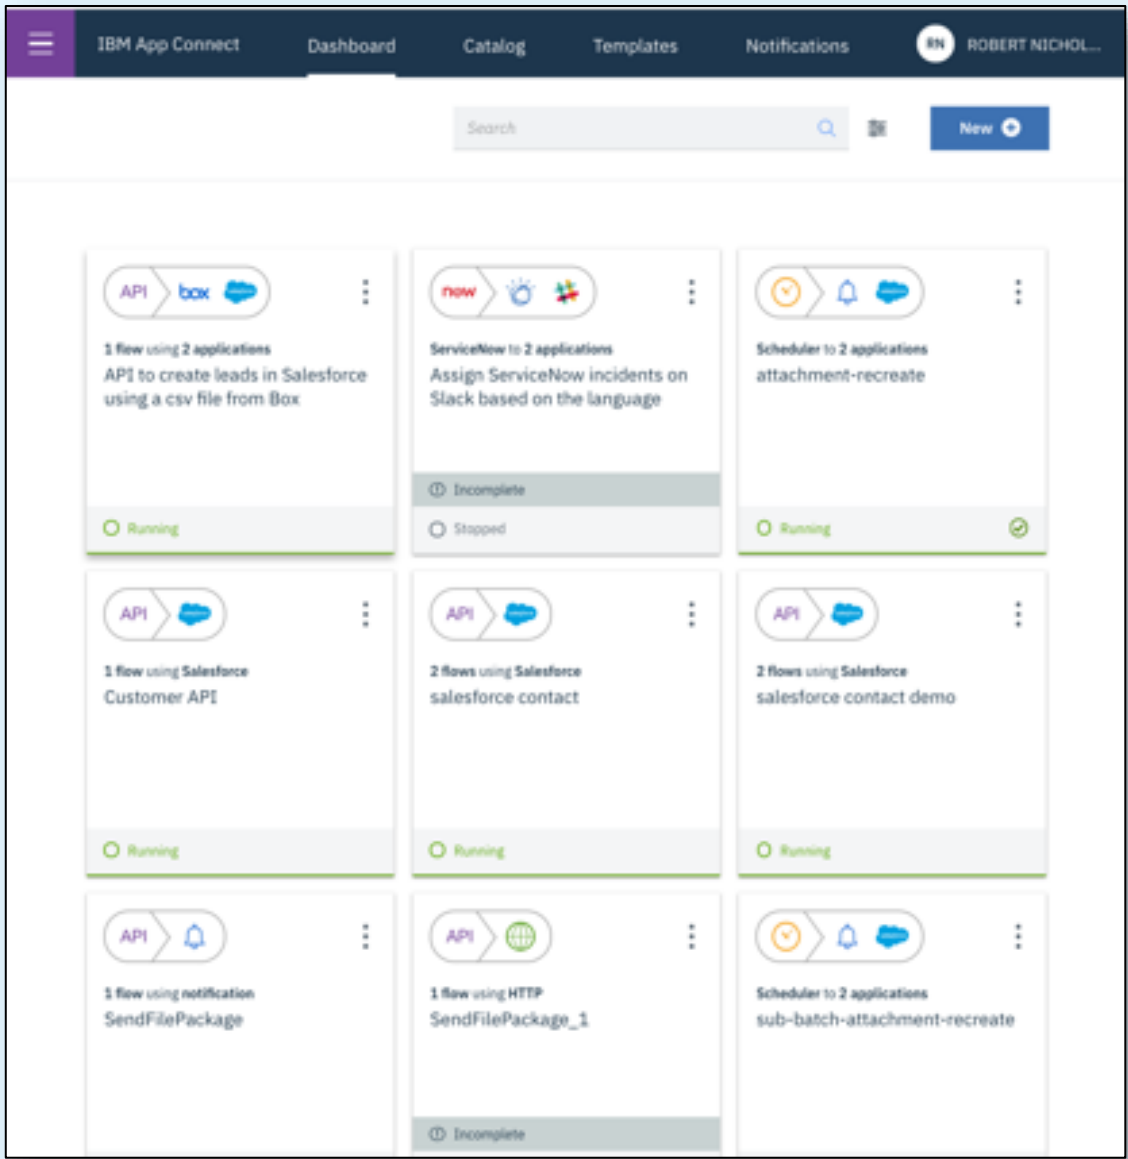 IBM App Connect
Dashboard
Catalog
Templates
Notifications
RN
ROBERT NICHOL...
Search
New
API box
1 flow using 2 applications
API to create leads in Salesforce
using a csv file from Box
Running
now
ServiceNow to 2 applications
Assign ServiceNow incidents on
Slack based on the language
Incomplete
Stopped
Scheduler to 2 applications
attachment-recreate
Running
API
1 flow using Salesforce
Customer API
Running
API
2 flows using Salesforce
salesforce contact
Running
API
2 flows using Salesforce
salesforce contact demo
Running
API
1 flow using notification
SendFilePackage
API
1 flow using HTTP
SendFilePackage_1
Incomplete
Scheduler to 2 applications
sub-batch-attachment-recreate